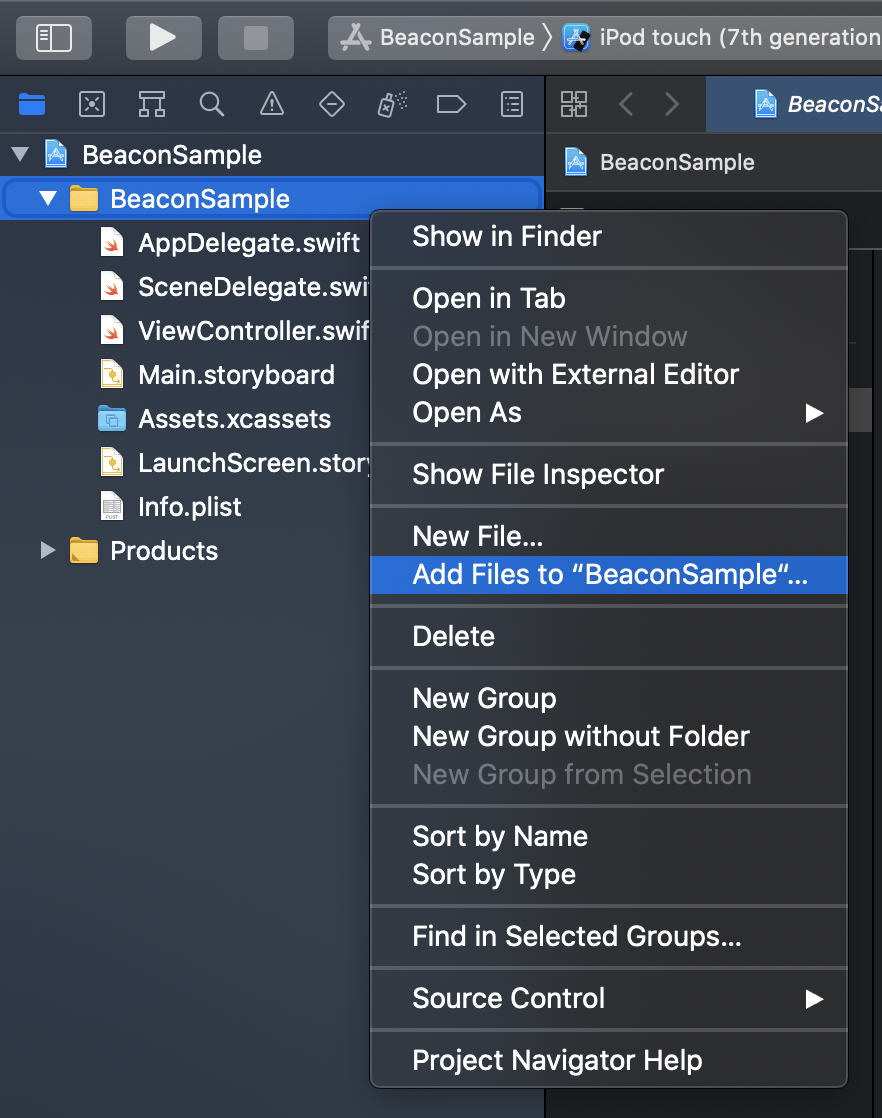 BeaconSample
iPod touch (7th generation
BeaconSa
BeaconSample
BeaconSample
BeaconSample
AppDelegate.swift
SceneDelegate.swi
ViewController.swif
Main.storyboard
Assets.xcassets
LaunchScreen.story
Info.plist
Products
Show in Finder
Open in Tab
Open in New Window
Open with External Editor
Open As
Show File Inspector
New File...
Add Files to “BeaconSample“...
Delete
New Group
New Group without Folder
New Group from Selection
Sort by Name
Sort by Type
Find in Selected Groups...
Source Control
Project Navigator Help